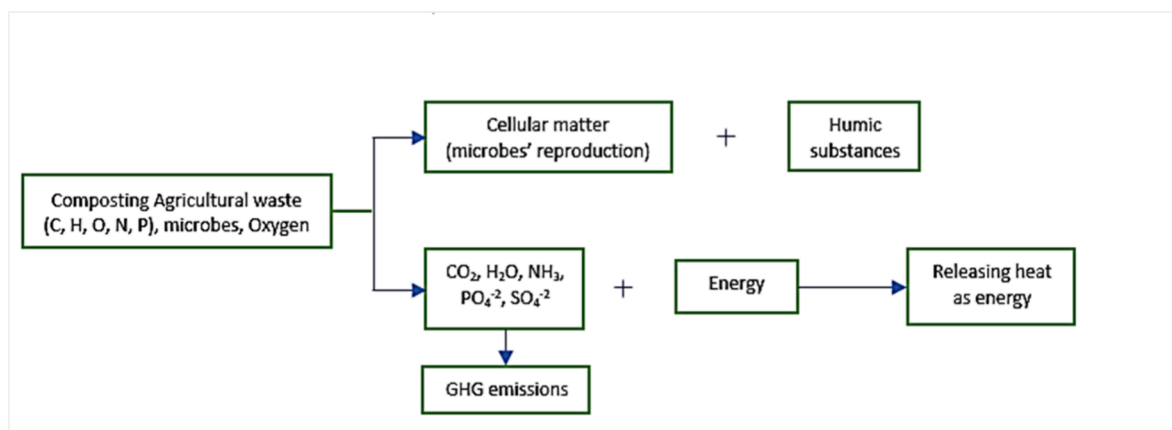 Cellular matter
(microbes’ reproduction)
+
Humic
substances
Composting Agricultural waste
(C, H, O, N, P), microbes, Oxygen
CO₂, H₂O, NH₃,
PO₄⁻², SO₄⁻²
+
Energy
Releasing heat
as energy
GHG emissions